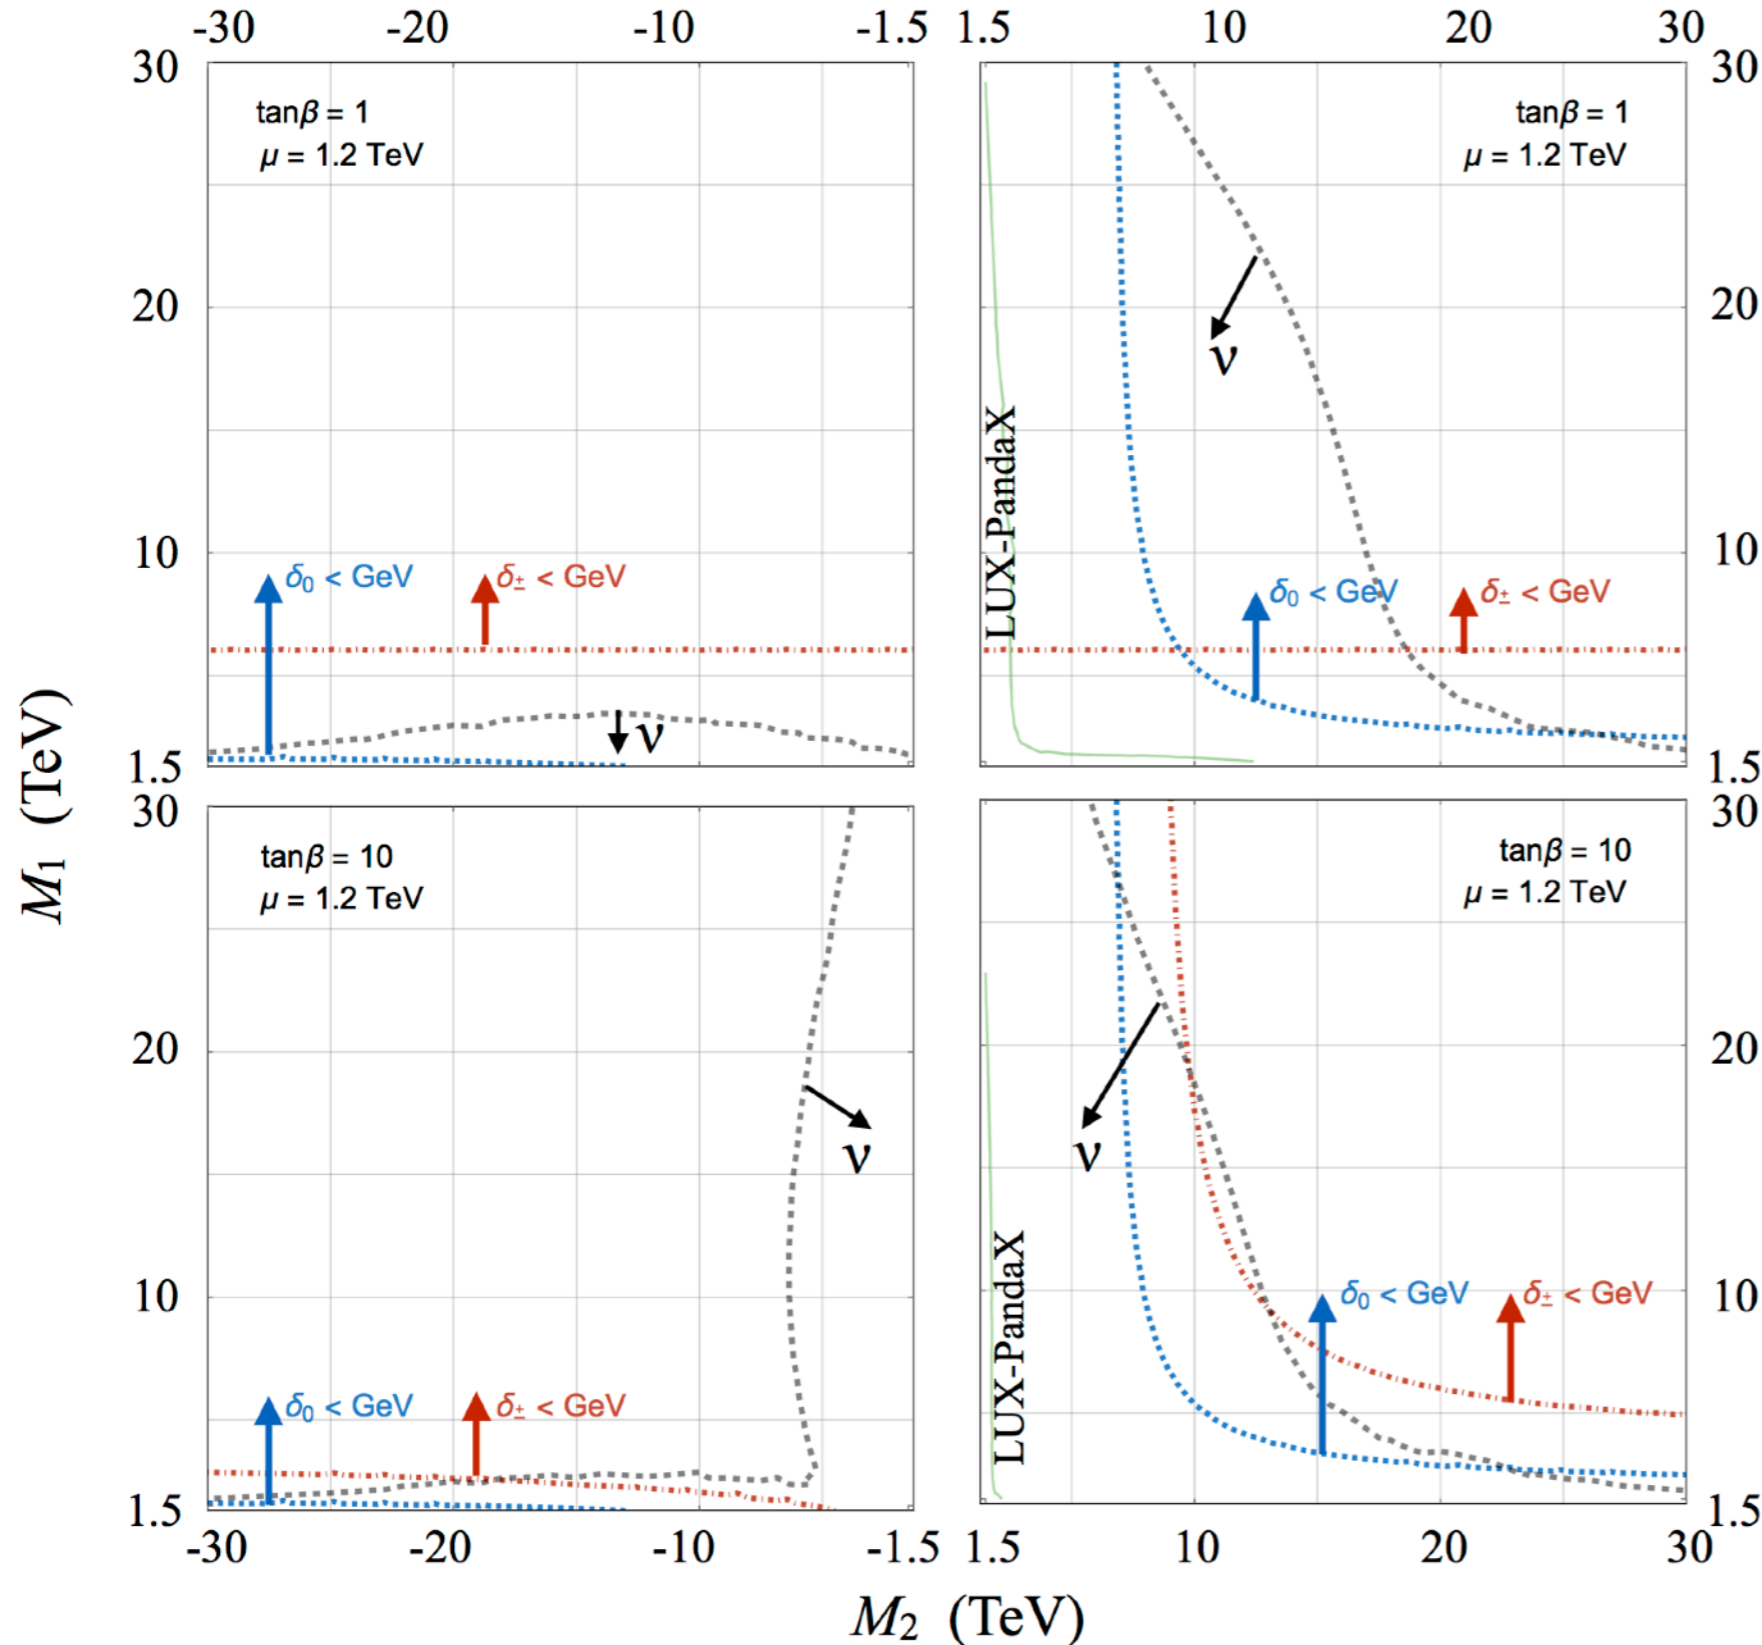 -30 -20 -10 -1.5 1.5 10 20 30
30 30
tanβ = 1
μ = 1.2 TeV
tanβ = 1
μ = 1.2 TeV
20 20
ν
LUX-PandaX
10 10
δ0 < GeV
δ± < GeV
δ0 < GeV
δ± < GeV
ν
1.5 1.5
M1 (TeV)
30 30
tanβ = 10
μ = 1.2 TeV
tanβ = 10
μ = 1.2 TeV
20 20
ν
ν
LUX-PandaX
10 10
δ0 < GeV
δ± < GeV
δ0 < GeV
δ± < GeV
1.5 1.5
-30 -20 -10 -1.5 1.5 10 20 30
M2 (TeV)